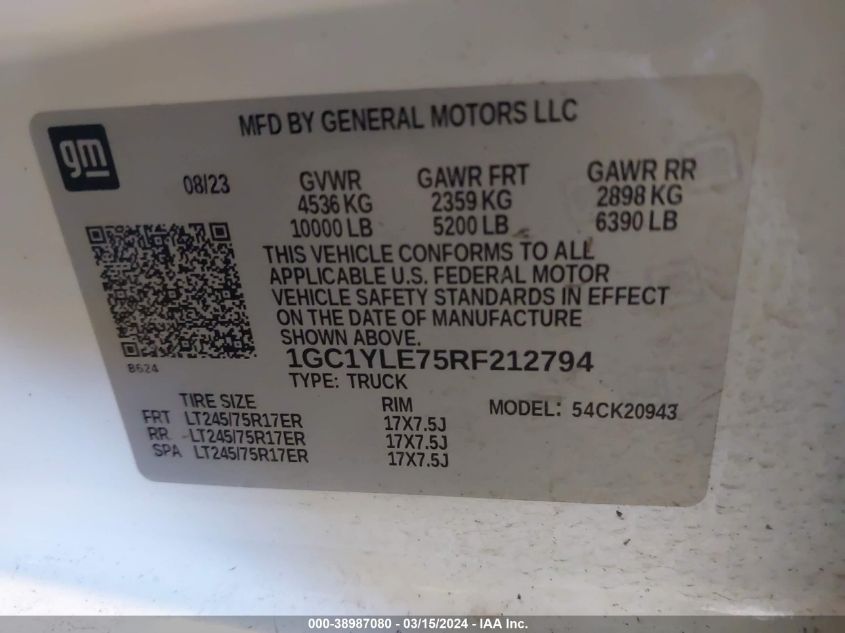 gm
MFD BY GENERAL MOTORS LLC
08/23
GVWR GAWR FRT GAWR RR
4536 KG 2359 KG 2898 KG
10000 LB 5200 LB 6390 LB
THIS VEHICLE CONFORMS TO ALL
APPLICABLE U.S. FEDERAL MOTOR
VEHICLE SAFETY STANDARDS IN EFFECT
ON THE DATE OF MANUFACTURE
SHOWN ABOVE.
B624
1GC1YLE75RF212794
TYPE: TRUCK
TIRE SIZE RIM MODEL: 54CK20943
FRT LT245/75R17ER 17X7.5J
RR LT245/75R17ER 17X7.5J
SPA LT245/75R17ER 17X7.5J
000-38987080 - 03/15/2024 - IAA Inc.